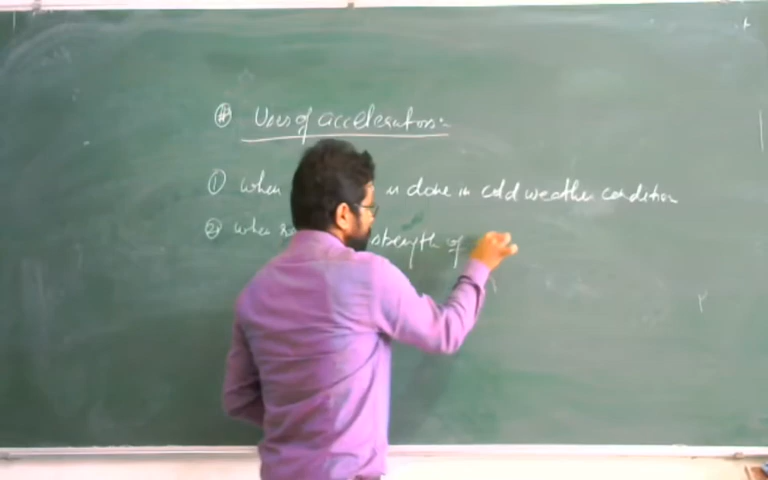 # Uses of accelerators:-
① when is done in cold weather condition
② when strength of